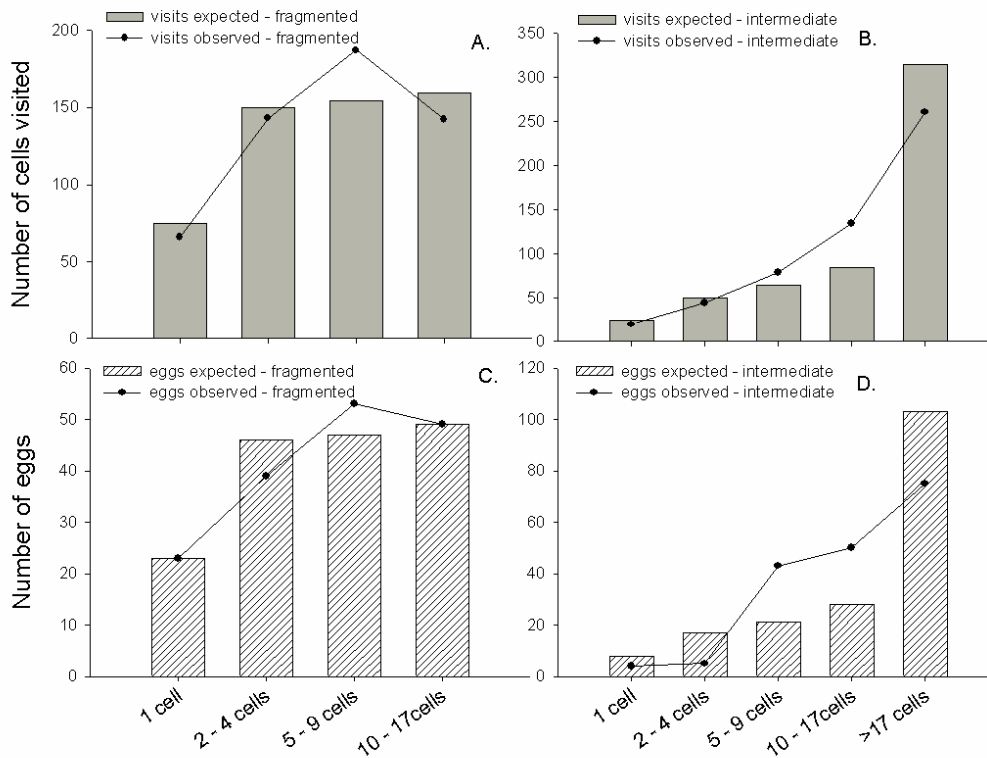 visits expected - fragmented
visits observed - fragmented
A.
200
150
100
50
0
Number of cells visited
visits expected - intermediate
visits observed - intermediate
B.
350
300
250
200
150
100
50
0
eggs expected - fragmented
eggs observed - fragmented
C.
60
50
40
30
20
10
0
Number of eggs
1 cell
2 - 4 cells
5 - 9 cells
10 - 17cells
eggs expected - intermediate
eggs observed - intermediate
D.
120
100
80
60
40
20
0
1 cell
2 - 4 cells
5 - 9 cells
10 - 17cells
>17 cells